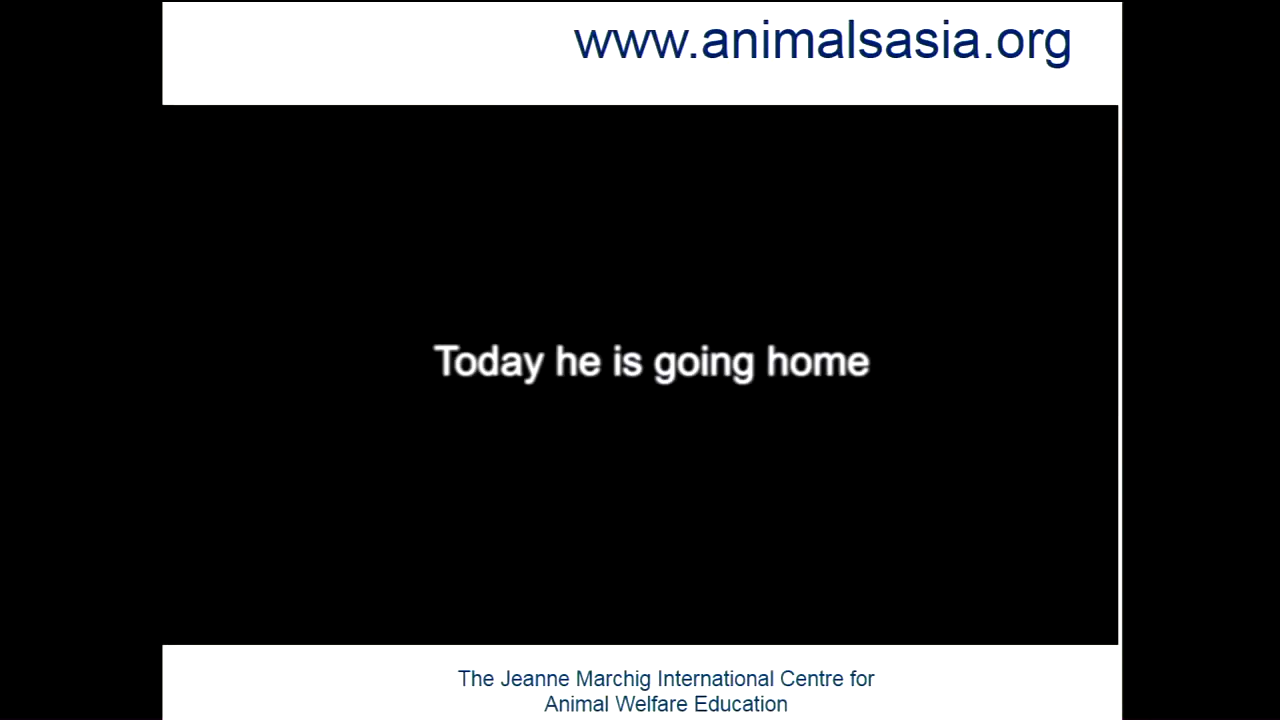 www.animalsasia.org
Today he is going home
The Jeanne Marchig International Centre for
Animal Welfare Education